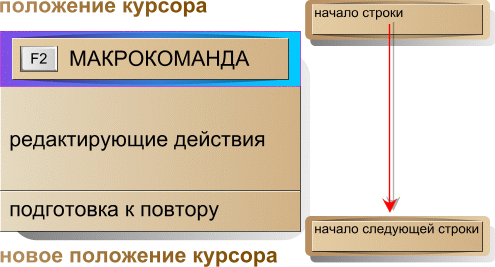 положение курсора
начало строки
F2 МАКРОКОМАНДА
редактирующие действия
подготовка к повтору
начало следующей строки
новое положение курсора